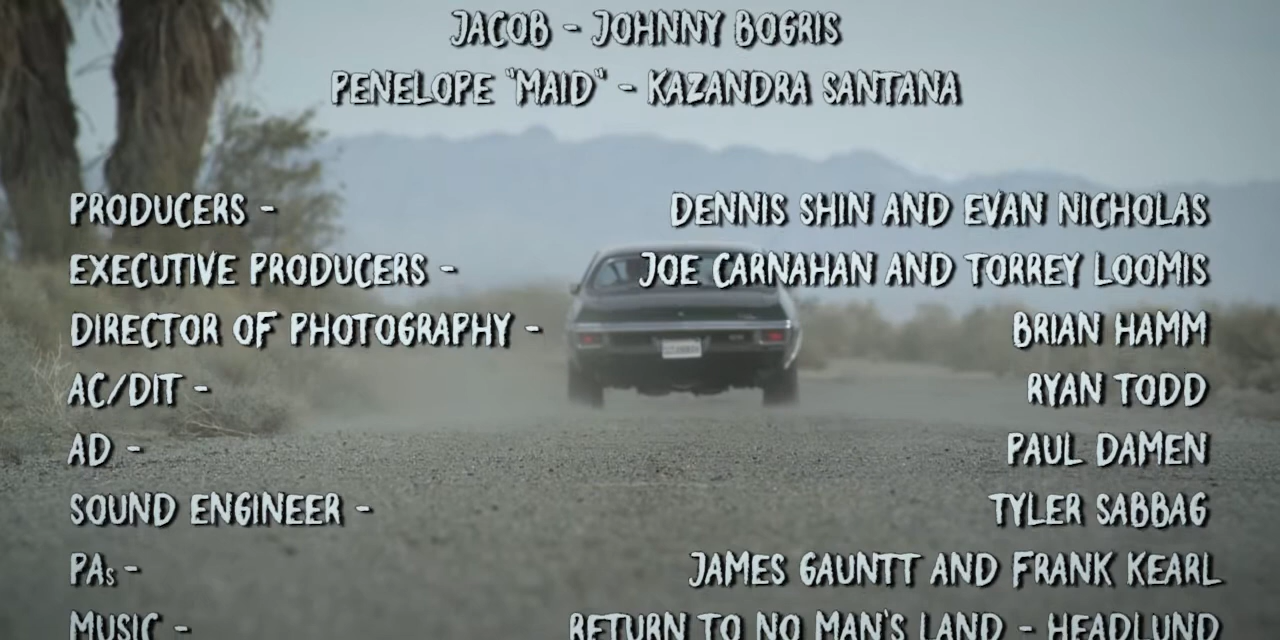 JACOB - JOHNNY BOGRIS
PENELOPE "MAID" - KAZANDRA SANTANA
PRODUCERS - DENNIS SHIN AND EVAN NICHOLAS
EXECUTIVE PRODUCERS - JOE CARNAHAN AND TORREY LOOMIS
DIRECTOR OF PHOTOGRAPHY - BRIAN HAMM
AC/DIT - RYAN TODD
AD - PAUL DAMEN
SOUND ENGINEER - TYLER SABBAG
PAs - JAMES GAUNTT AND FRANK KEARL
MUSIC - RETURN TO NO MAN'S LAND - HEADLUND